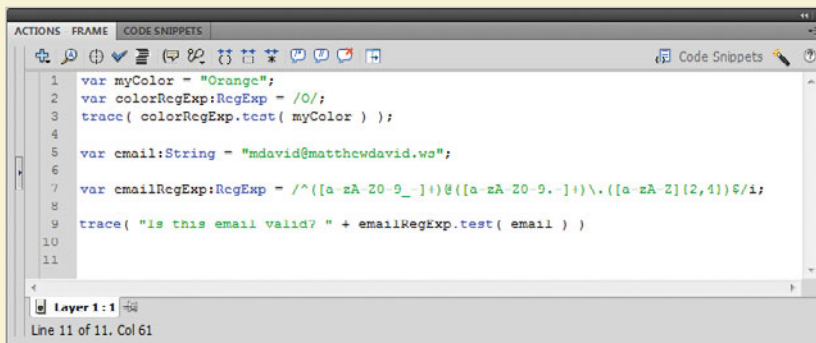 ACTIONS - FRAME CODE SNIPPETS
Code Snippets
1 var myColor = "Orange";
2 var colorRegExp:RegExp = /O/;
3 trace( colorRegExp.test( myColor ) );
4
5 var email:String = "mdavid@matthewdavid.ws";
6
7 var emailRegExp:RegExp = /^([a-zA-Z0-9_-]+)@([a-zA-Z0-9.-]+)\.([a-zA-Z]{2,4})$/i;
8
9 trace( "Is this email valid? " + emailRegExp.test( email ) )
10
11
Layer 1 : 1
Line 11 of 11, Col 61